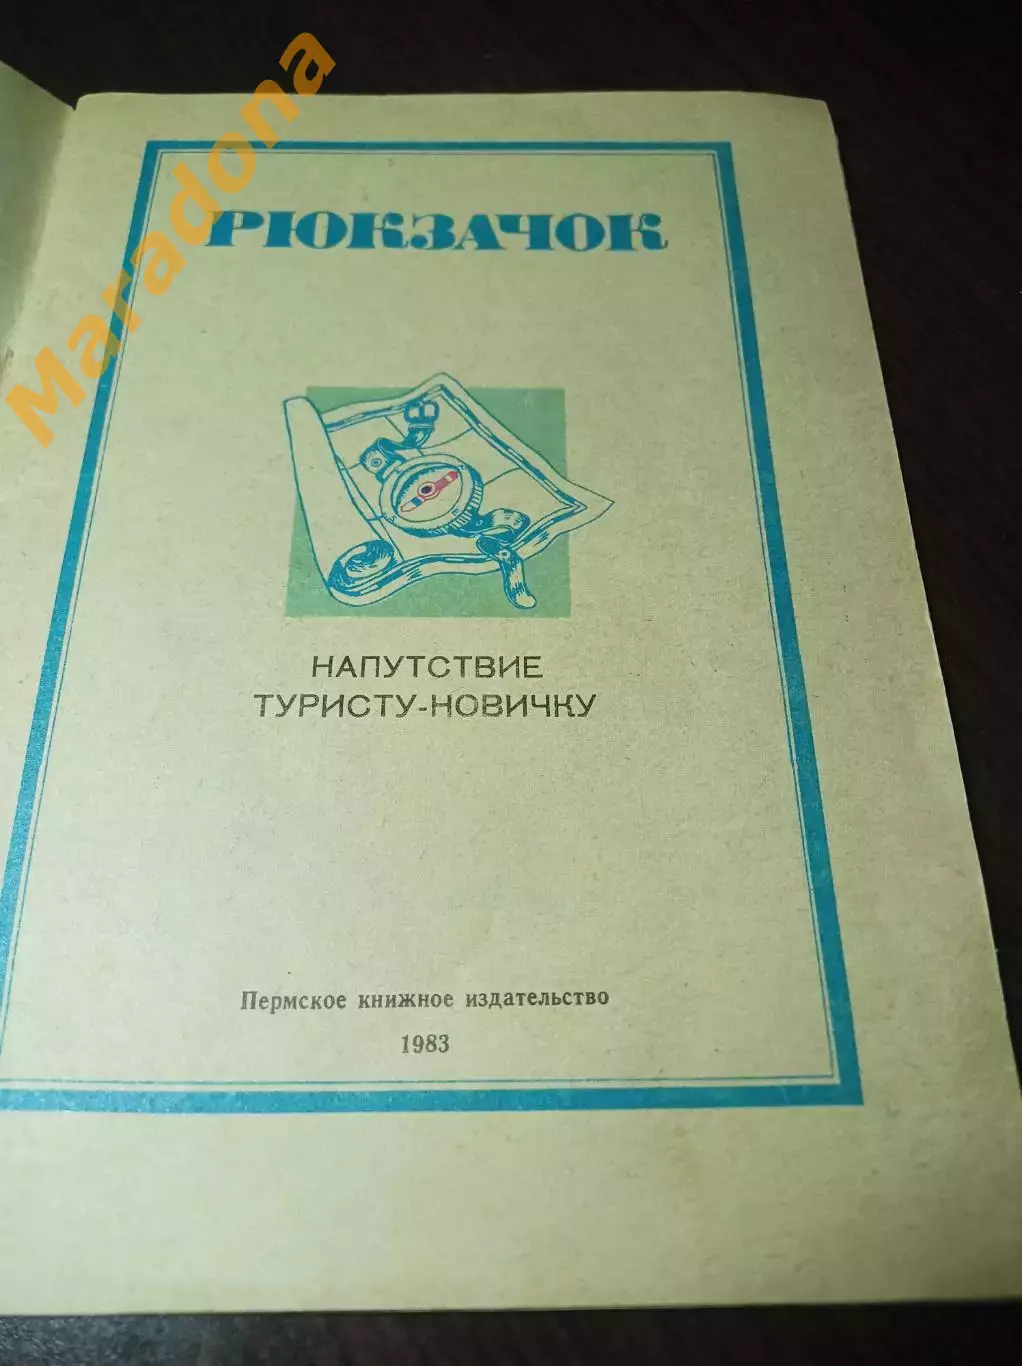 Maradona
РЮКЗАЧОК
НАПУТСТВИЕ
ТУРИСТУ-НОВИЧКУ
Пермское книжное издательство
1983